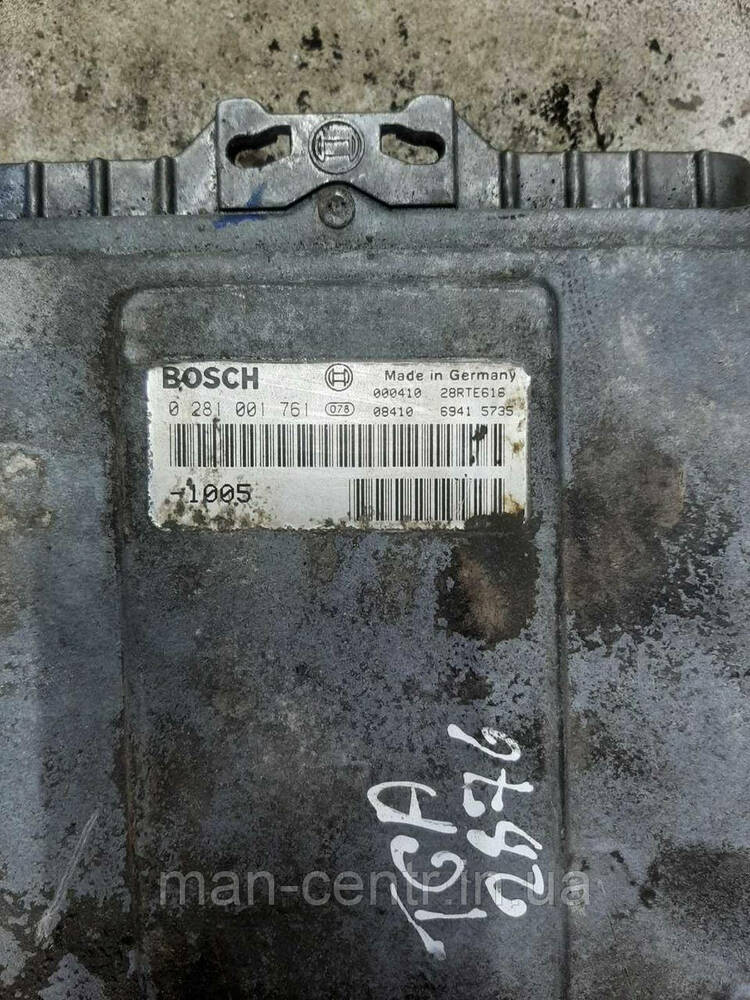 BOSCH Made in Germany
000410 28RTE616
0 281 001 761 078 08410 6941 5735
-1005
TGA
2876
man-centr.in.ua